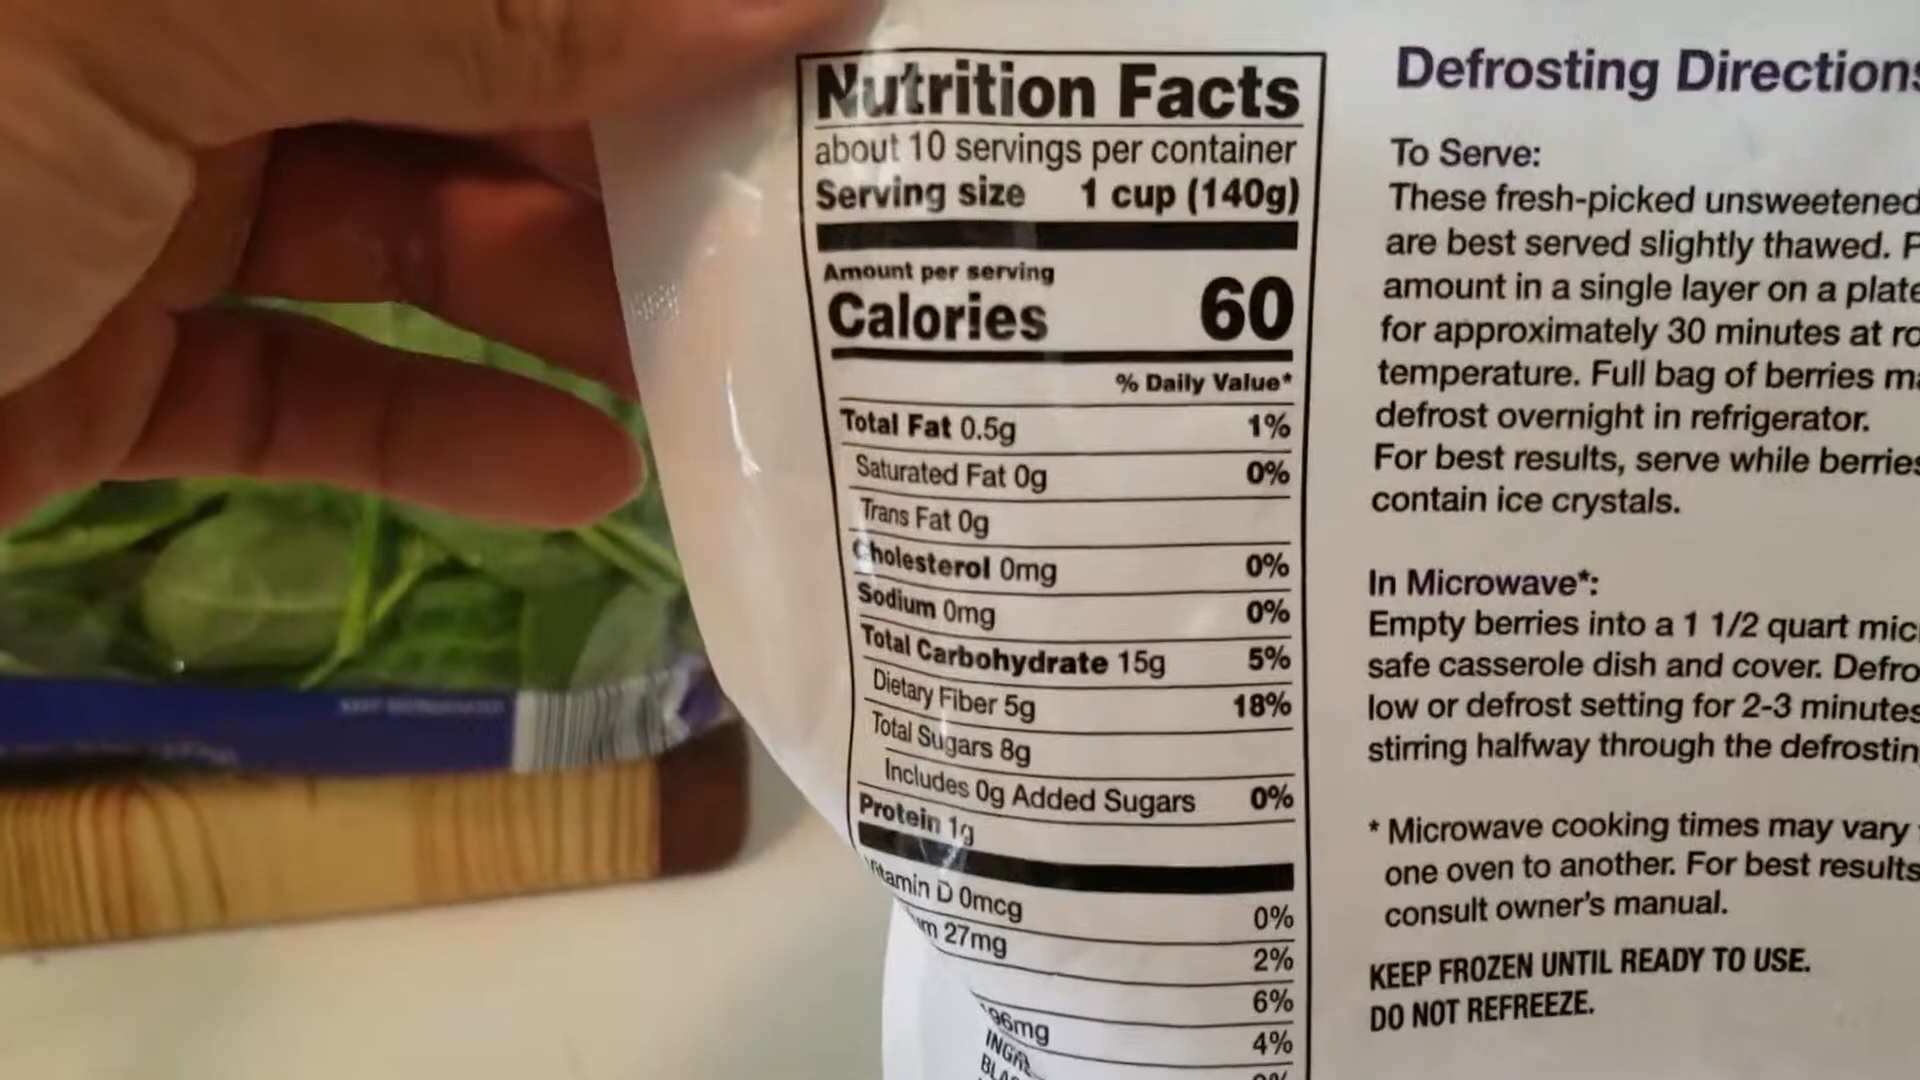 Nutrition Facts
about 10 servings per container
Serving size 1 cup (140g)
Amount per serving
Calories 60
% Daily Value*
Total Fat 0.5g 1%
Saturated Fat 0g 0%
Trans Fat 0g
Cholesterol 0mg 0%
Sodium 0mg 0%
Total Carbohydrate 15g 5%
Dietary Fiber 5g 18%
Total Sugars 8g
Includes 0g Added Sugars 0%
Protein 1g
Vitamin D 0mcg 0%
27mg 2%
6%
96mg 4%
Defrosting Directions
To Serve:
These fresh-picked unsweetened
are best served slightly thawed.
amount in a single layer on a plate
for approximately 30 minutes at
temperature. Full bag of berries
defrost overnight in refrigerator.
For best results, serve while berries
contain ice crystals.
In Microwave*:
Empty berries into a 1 1/2 quart
safe casserole dish and cover.
low or defrost setting for 2-3 minutes
stirring halfway through the
* Microwave cooking times may vary
one oven to another. For best results
consult owner's manual.
KEEP FROZEN UNTIL READY TO USE.
DO NOT REFREEZE.
KEEP REFRIGERATED